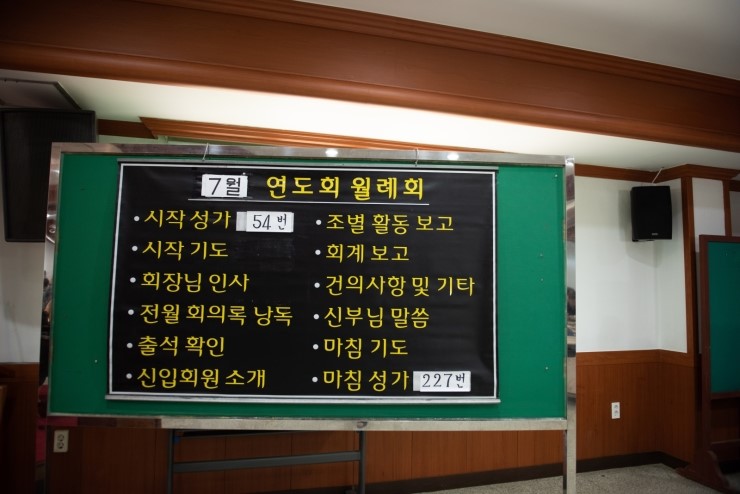 7월 연도회 월례회
• 시작 성가 54번
• 시작 기도
• 회장님 인사
• 전월 회의록 낭독
• 출석 확인
• 신입회원 소개
• 조별 활동 보고
• 회계 보고
• 건의사항 및 기타
• 신부님 말씀
• 마침 기도
• 마침 성가 227번